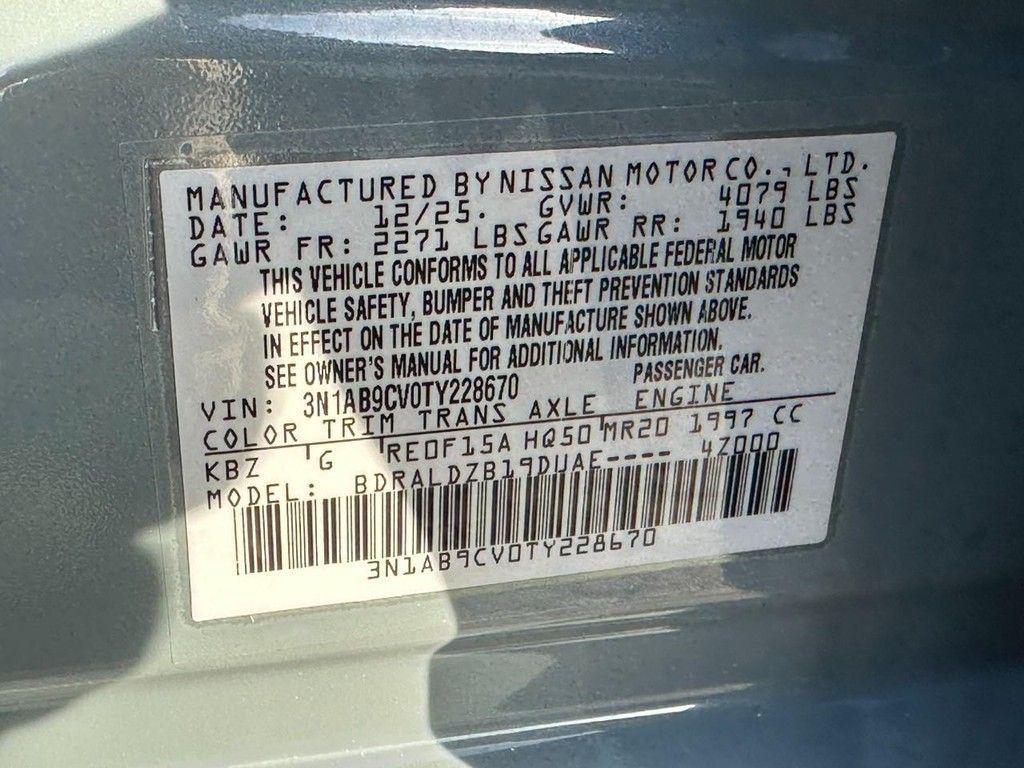 MANUFACTURED BY NISSAN MOTOR CO., LTD.
DATE: 12/25. GVWR: 4079 LBS
GAWR FR: 2271 LBS GAWR RR: 1940 LBS
THIS VEHICLE CONFORMS TO ALL APPLICABLE FEDERAL MOTOR
VEHICLE SAFETY, BUMPER AND THEFT PREVENTION STANDARDS
IN EFFECT ON THE DATE OF MANUFACTURE SHOWN ABOVE.
SEE OWNER'S MANUAL FOR ADDITIONAL INFORMATION.
VIN: 3N1AB9CV0TY228670 PASSENGER CAR.
COLOR TRIM TRANS AXLE ENGINE
KBZ G RE0F15A HQ50 MR20 1997 CC
MODEL: BDRALDZB19DUAE---- 4Z000
3N1AB9CV0TY228670